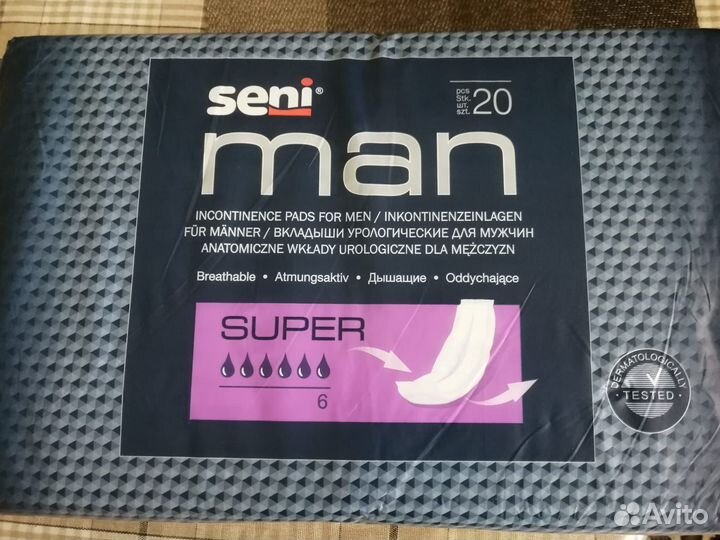 seni®
pcs
Stk.
шт.
szt.
20
man
INCONTINENCE PADS FOR MEN / INKONTINENZEINLAGEN
FÜR MÄNNER / ВКЛАДЫШИ УРОЛОГИЧЕСКИЕ ДЛЯ МУЖЧИН
ANATOMICZNE WKŁADY UROLOGICZNE DLA MĘŻCZYZN
Breathable • Atmungsaktiv • Дышащие • Oddychające
SUPER
6
DERMATOLOGICALLY
• TESTED •
Avito